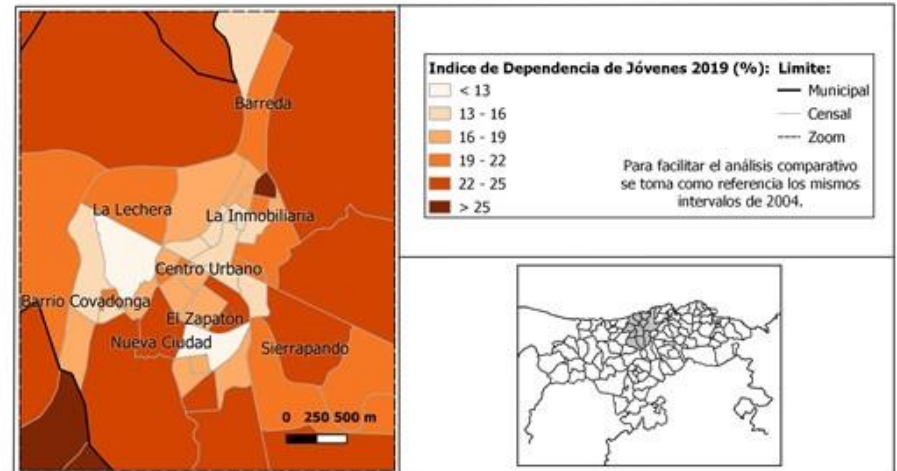 Barreda
La Lechera
La Inmobiliaria
Centro Urbano
Barrio Covadonga
El Zapatón
Nueva Ciudad
Sierrapando
0 250 500 m
Indice de Dependencia de Jóvenes 2019 (%): Límite:
< 13
Municipal
13 - 16
Censal
16 - 19
Zoom
19 - 22
22 - 25
> 25
Para facilitar el análisis comparativo
se toma como referencia los mismos
intervalos de 2004.